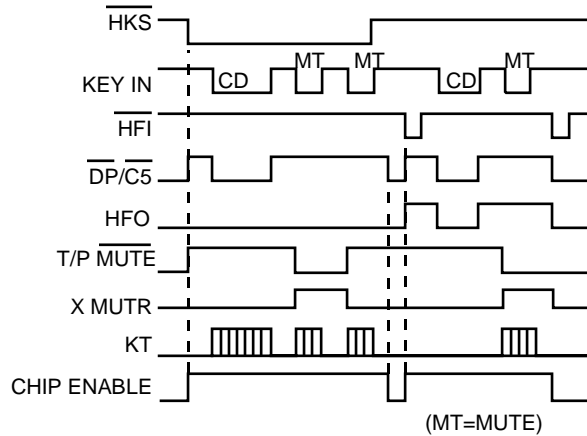 HKS
KEY IN
CD
MT
MT
CD
MT
HFI
DP/C5
HFO
T/P MUTE
X MUTR
KT
CHIP ENABLE
(MT=MUTE)